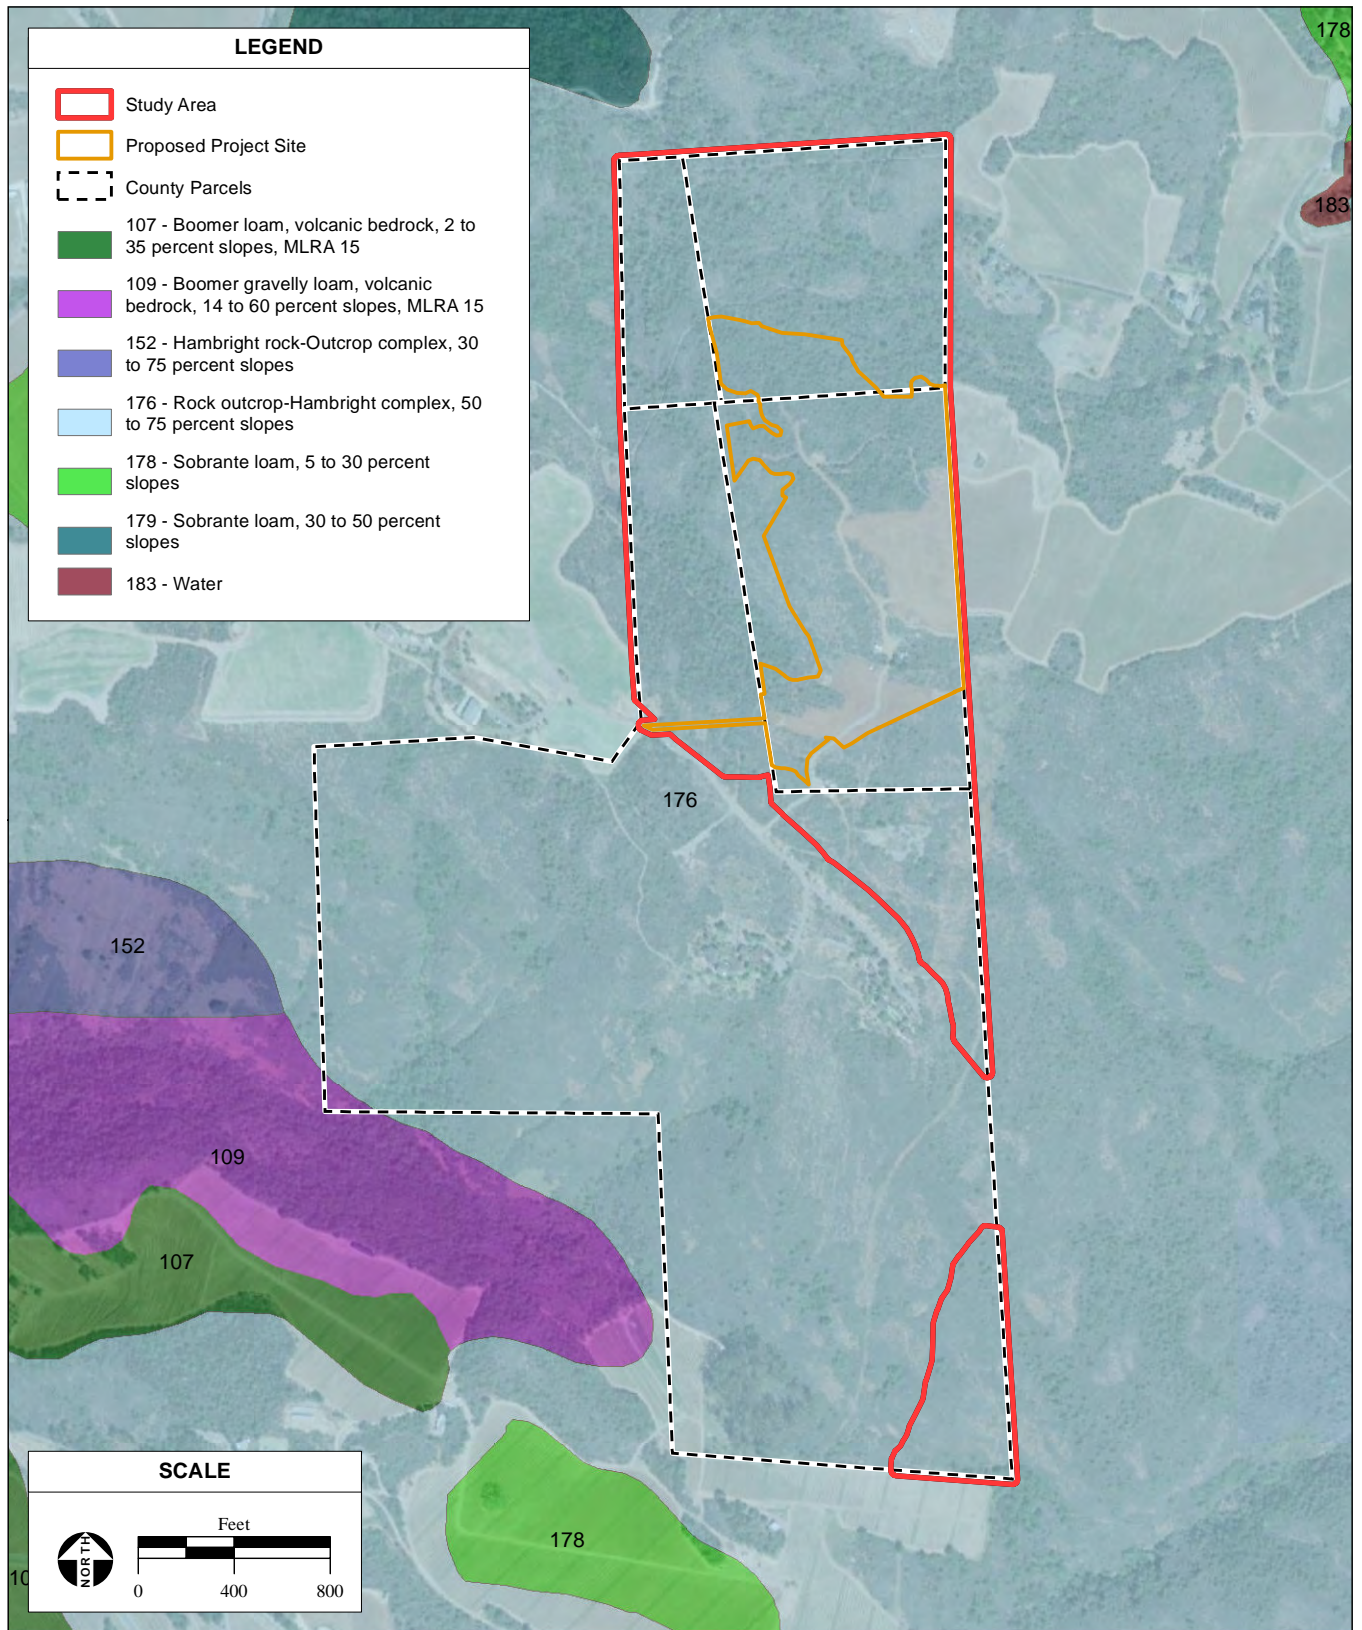 LEGEND
Study Area
Proposed Project Site
County Parcels
107 - Boomer loam, volcanic bedrock, 2 to
35 percent slopes, MLRA 15
109 - Boomer gravelly loam, volcanic
bedrock, 14 to 60 percent slopes, MLRA 15
152 - Hambright rock-Outcrop complex, 30
to 75 percent slopes
176 - Rock outcrop-Hambright complex, 50
to 75 percent slopes
178 - Sobrante loam, 5 to 30 percent
slopes
179 - Sobrante loam, 30 to 50 percent
slopes
183 - Water
178
183
176
152
109
107
178
10
SCALE
NORTH
Feet
0 400 800